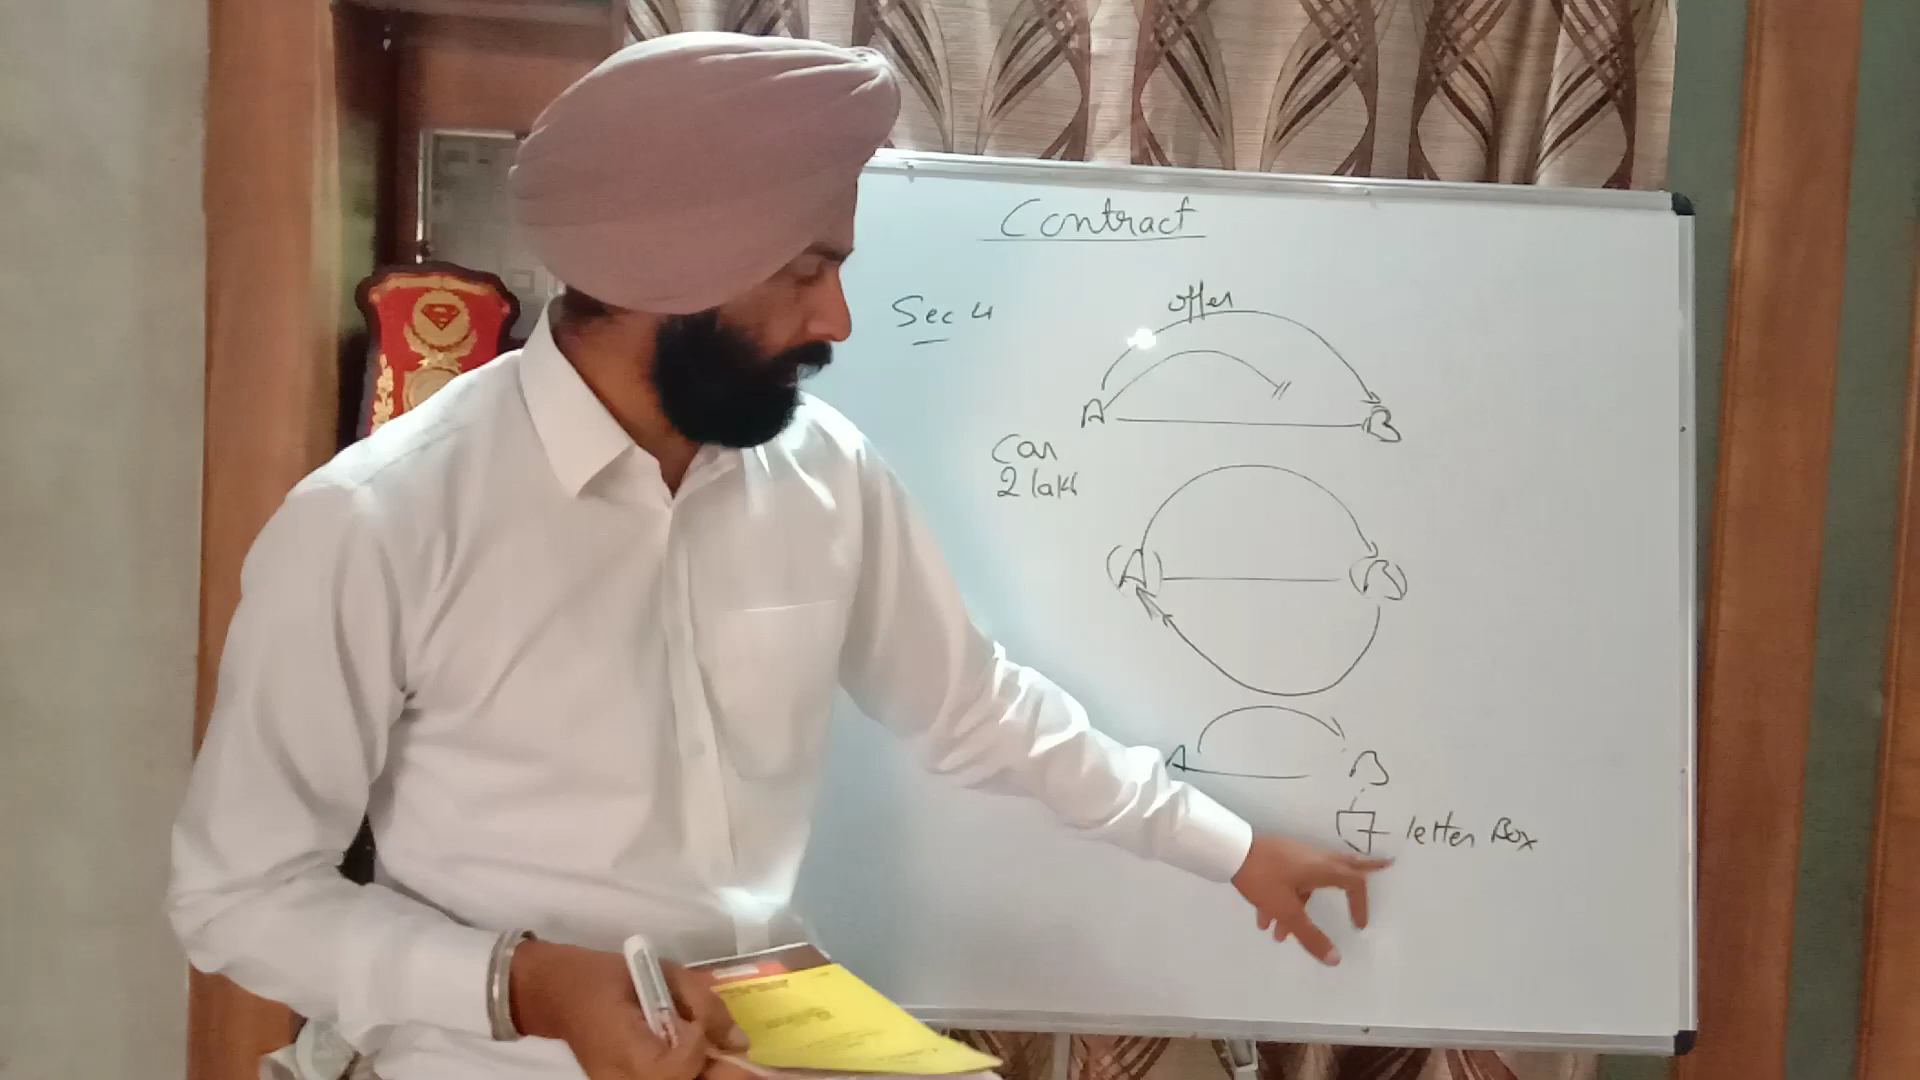 Contract
Sec 4
offer
A B
Car
2 lakh
(A) (B)
A B
letter Box